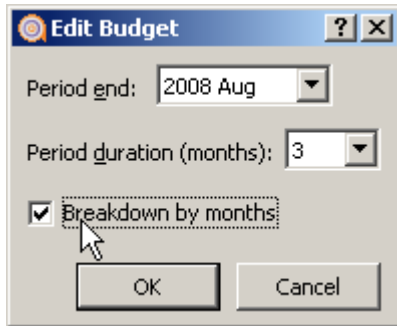 Edit Budget ? X
Period end: 2008 Aug
Period duration (months): 3
Breakdown by months
OK Cancel